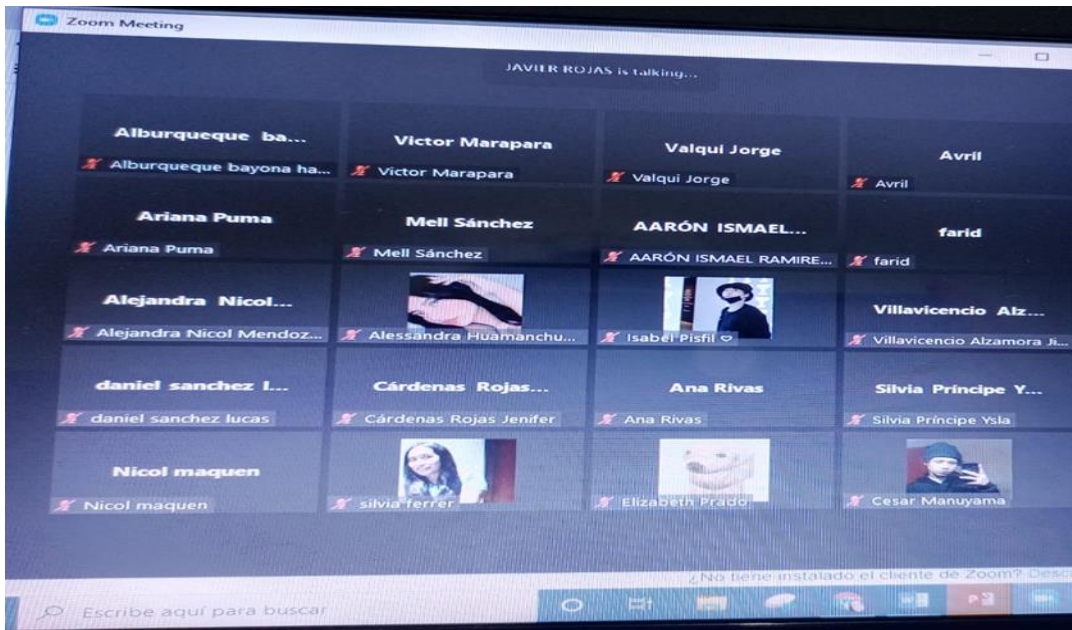 Zoom Meeting
JAVIER ROJAS is talking...
Alburqueque ba...
Alburqueque bayona ha...
Victor Marapara
Victor Marapara
Valqui Jorge
Valqui Jorge
Avril
Avril
Ariana Puma
Ariana Puma
Mell Sánchez
Mell Sánchez
AARÓN ISMAEL...
AARÓN ISMAEL RAMIRE...
farid
farid
Alejandra Nicol...
Alejandra Nicol Mendoz...
Alessandra Huamanchu...
Isabel Pisfil ♡
Villavicencio Alz...
Villavicencio Alzamora Ji...
daniel sanchez l...
daniel sanchez lucas
Cárdenas Rojas...
Cárdenas Rojas Jenifer
Ana Rivas
Ana Rivas
Silvia Príncipe Y...
Silvia Príncipe Ysla
Nicol maquen
Nicol maquen
silvia ferrer
Elizabeth Prado
Cesar Manuyama
¿No tiene instalado el cliente de Zoom? Desc
Escribe aquí para buscar